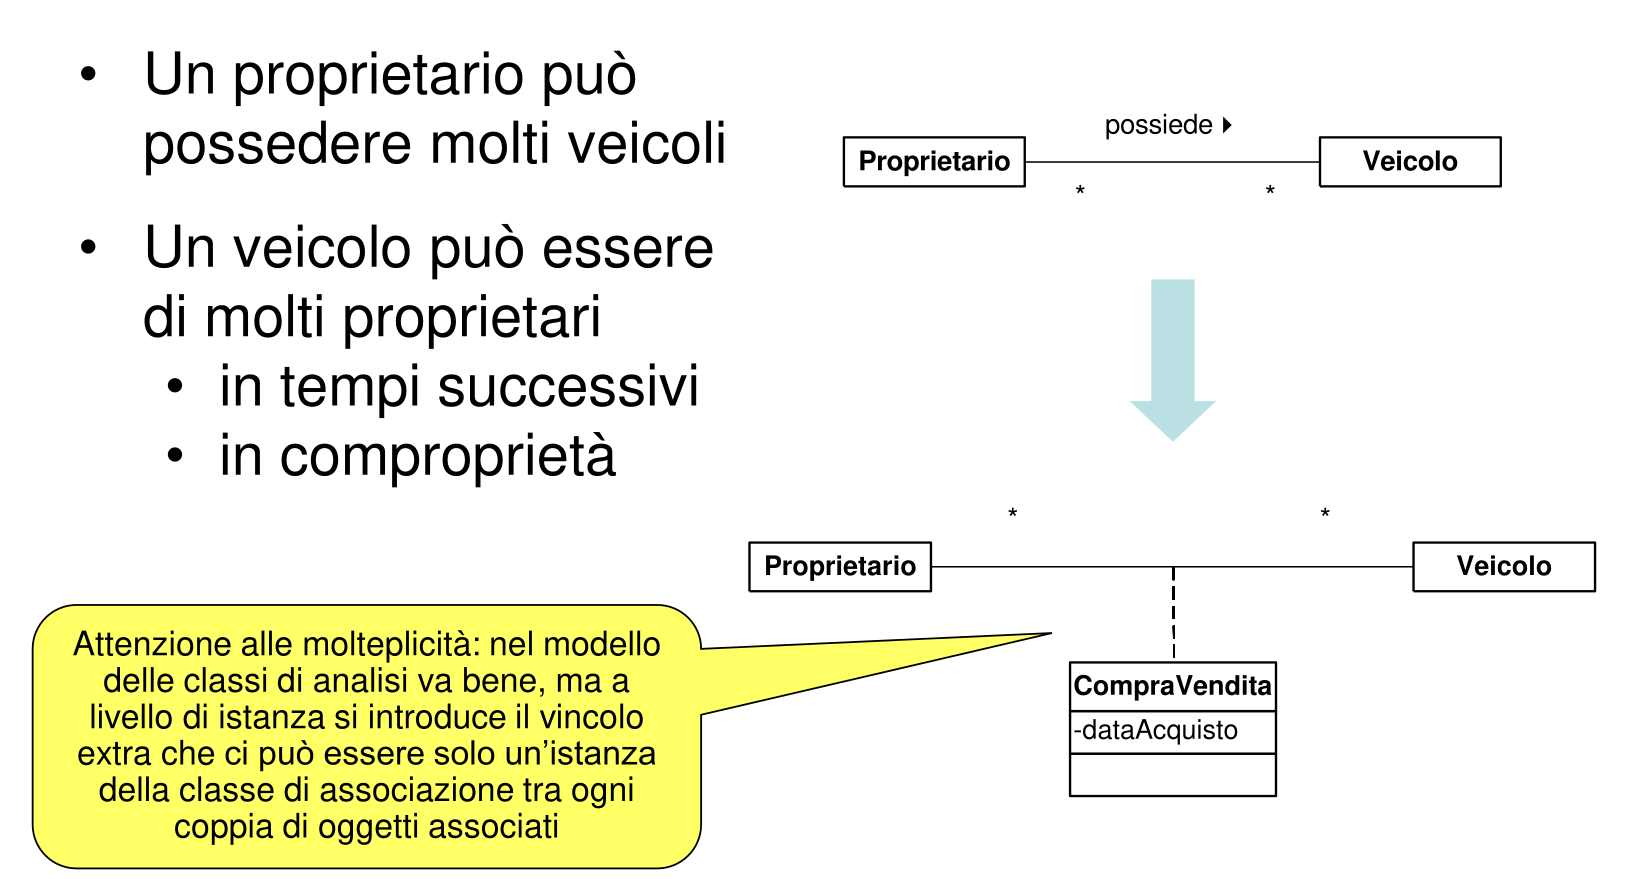 • Un proprietario può
possedere molti veicoli
• Un veicolo può essere
di molti proprietari
• in tempi successivi
• in comproprietà
possiede
Proprietario
Veicolo
*
*
*
*
Proprietario
Veicolo
CompraVendita
-dataAcquisto
Attenzione alle molteplicità: nel modello
delle classi di analisi va bene, ma a
livello di istanza si introduce il vincolo
extra che ci può essere solo un’istanza
della classe di associazione tra ogni
coppia di oggetti associati